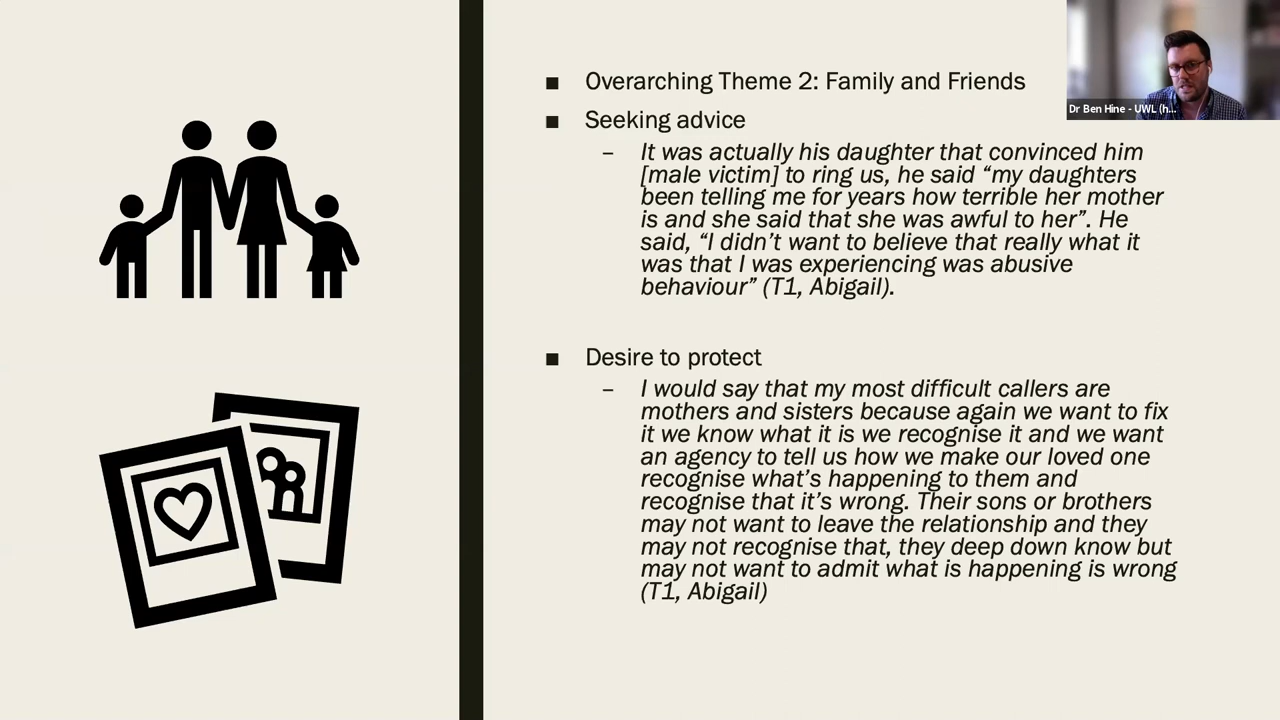 Dr Ben Hine - UWL (h...
■ Overarching Theme 2: Family and Friends
■ Seeking advice
– It was actually his daughter that convinced him
[male victim] to ring us, he said “my daughters
been telling me for years how terrible her mother
is and she said that she was awful to her”. He
said, “I didn’t want to believe that really what it
was that I was experiencing was abusive
behaviour” (T1, Abigail).
■ Desire to protect
– I would say that my most difficult callers are
mothers and sisters because again we want to fix
it we know what it is we recognise it and we want
an agency to tell us how we make our loved one
recognise what’s happening to them and
recognise that it’s wrong. Their sons or brothers
may not want to leave the relationship and they
may not recognise that, they deep down know but
may not want to admit what is happening is wrong
(T1, Abigail)